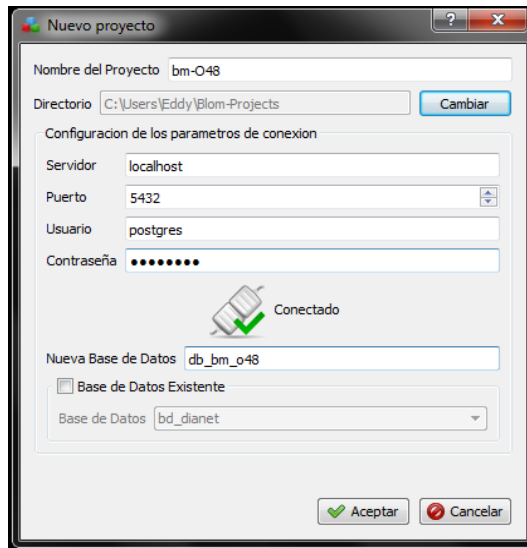 Nuevo proyecto
Nombre del Proyecto bm-O48
Directorio C:\Users\Eddy\Blom-Projects Cambiar
Configuracion de los parametros de conexion
Servidor localhost
Puerto 5432
Usuario postgres
Contraseña ●●●●●●●●
Conectado
Nueva Base de Datos db_bm_o48
Base de Datos Existente
Base de Datos bd_dianet
Aceptar Cancelar